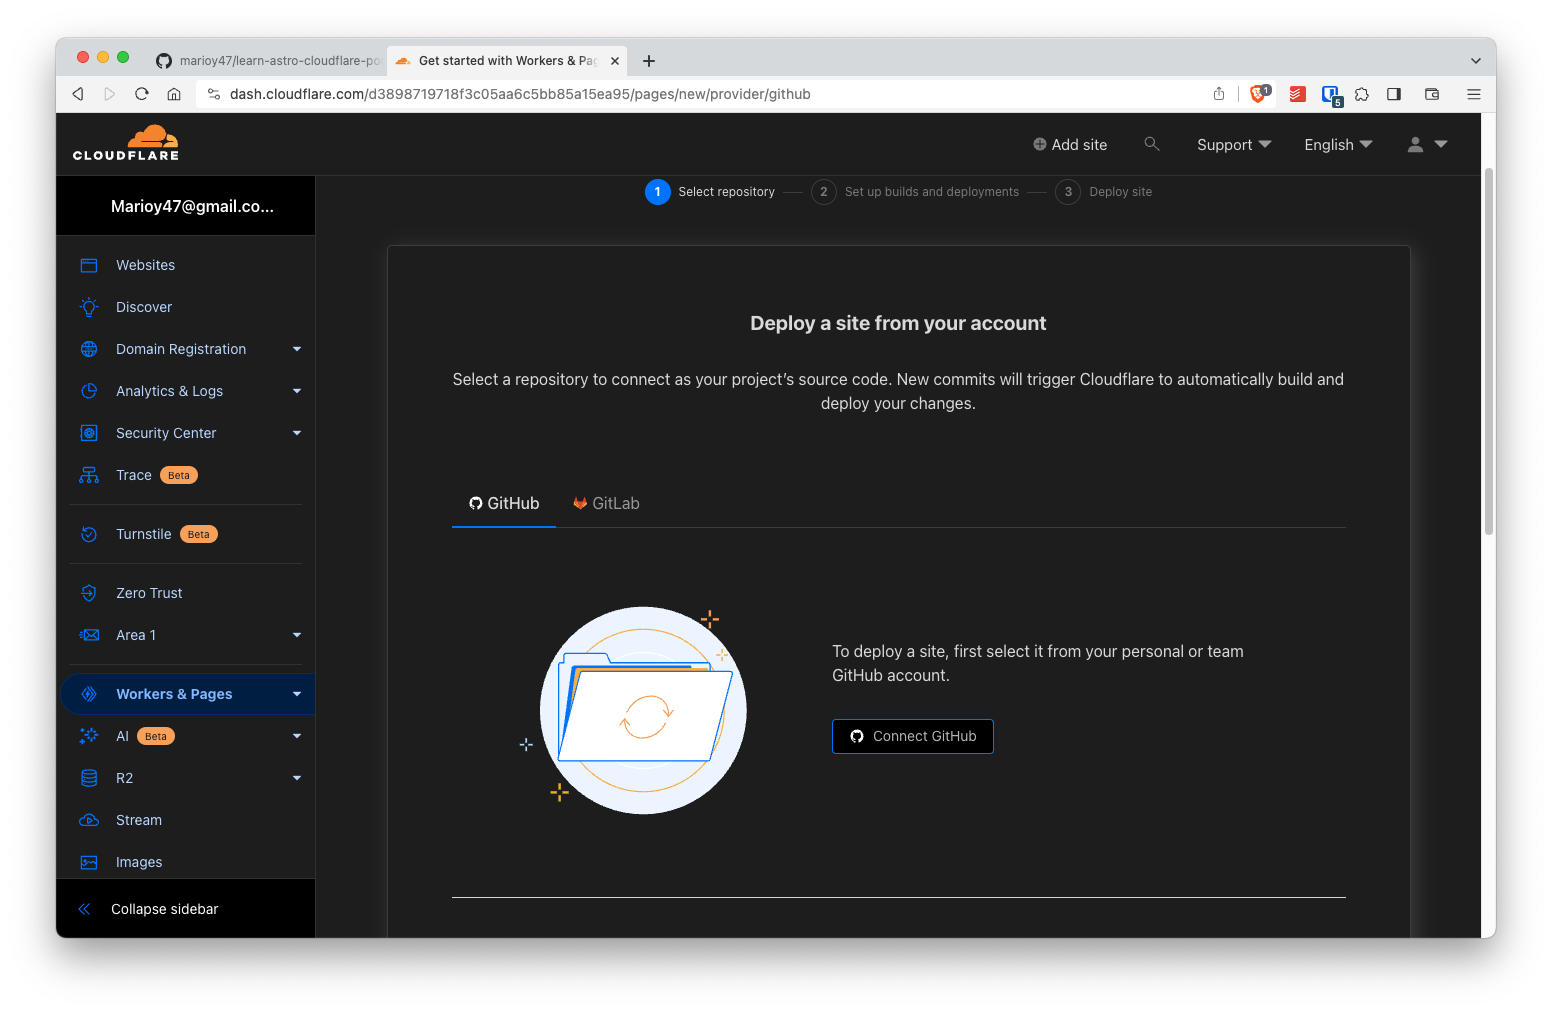 marioy47/learn-astro-cloudflare-po
Get started with Workers & Pag
dash.cloudflare.com/d3898719718f3c05aa6c5bb85a15ea95/pages/new/provider/github
1
5
CLOUDFLARE
Add site
Support
English
Marioy47@gmail.co...
1 Select repository
2 Set up builds and deployments
3 Deploy site
Websites
Discover
Domain Registration
Analytics & Logs
Security Center
Trace Beta
Turnstile Beta
Zero Trust
Area 1
Workers & Pages
AI Beta
R2
Stream
Images
Collapse sidebar
Deploy a site from your account
Select a repository to connect as your project's source code. New commits will trigger Cloudflare to automatically build and
deploy your changes.
GitHub
GitLab
To deploy a site, first select it from your personal or team
GitHub account.
Connect GitHub